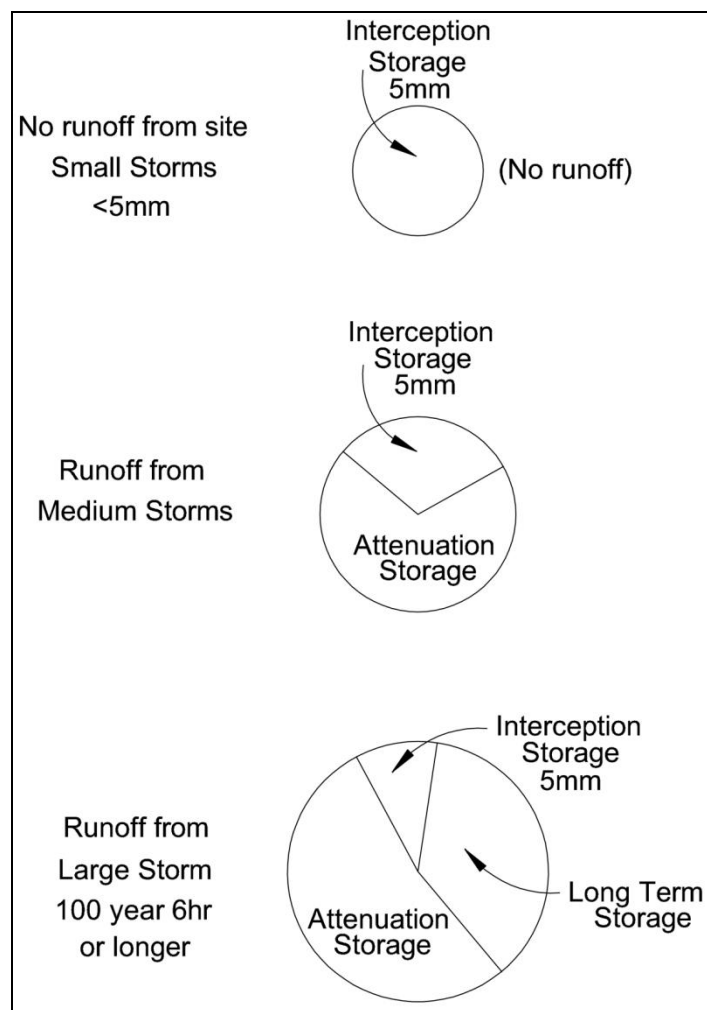 Interception
Storage
5mm
No runoff from site
Small Storms
<5mm
(No runoff)
Interception
Storage
5mm
Runoff from
Medium Storms
Attenuation
Storage
Interception
Storage
5mm
Runoff from
Large Storm
100 year 6hr
or longer
Attenuation
Storage
Long Term
Storage